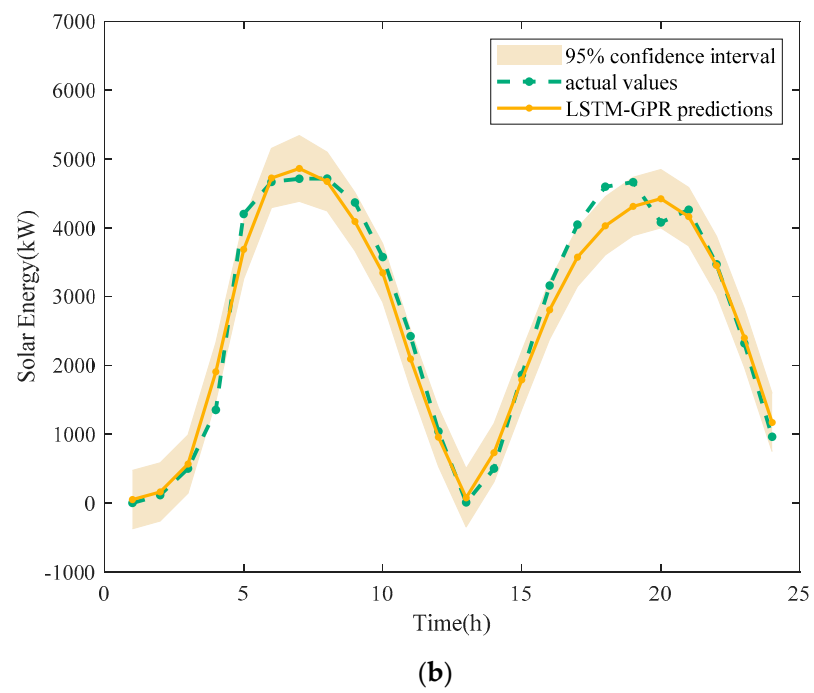 7000
6000
5000
4000
3000
2000
1000
0
-1000
Solar Energy(kW)
95% confidence interval
actual values
LSTM-GPR predictions
0 5 10 15 20 25
Time(h)
(b)